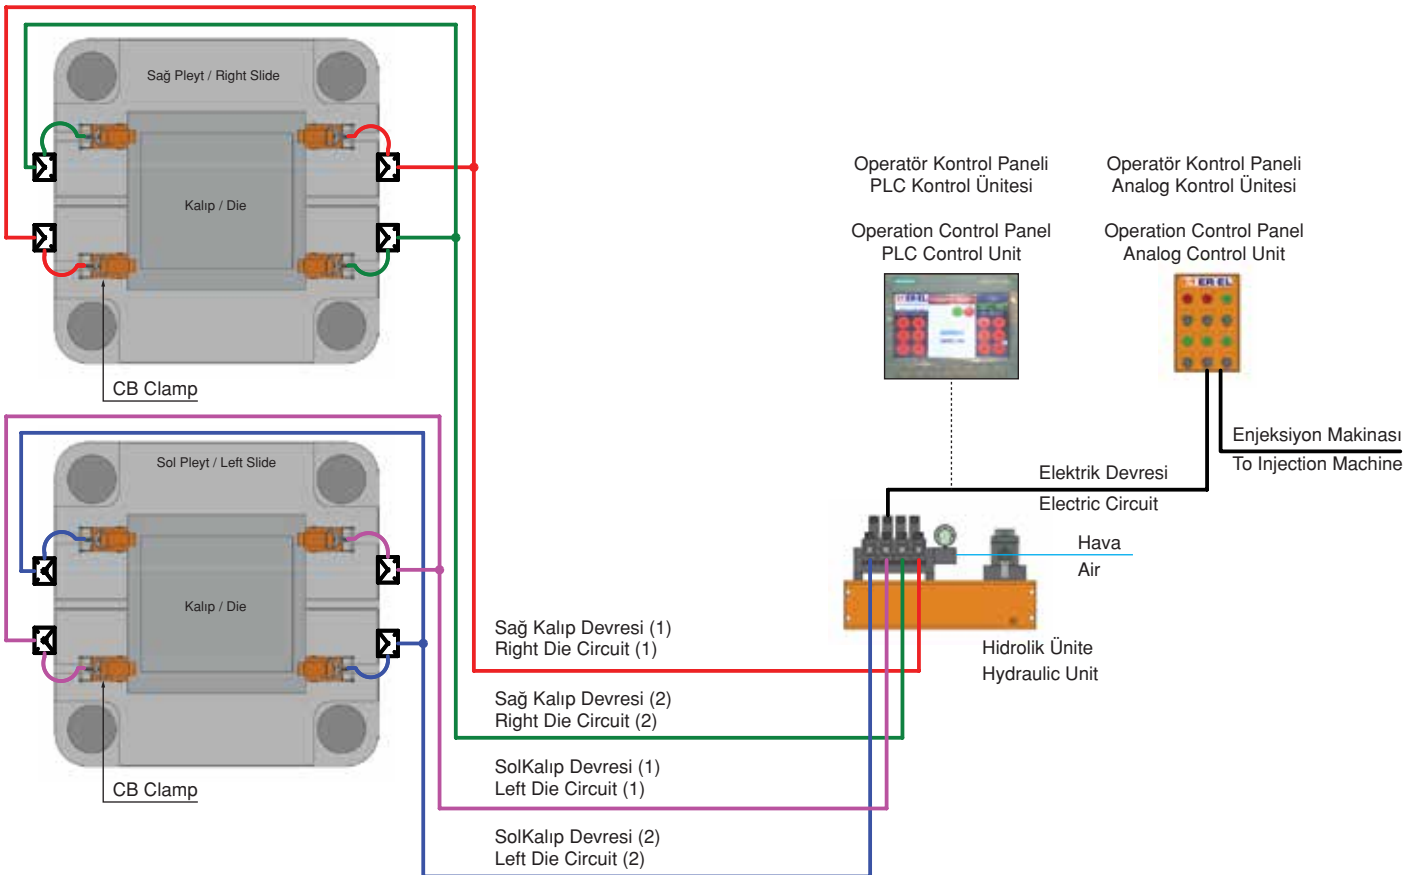 Sağ Pleyt / Right Slide
Kalıp / Die
CB Clamp
Sol Pleyt / Left Slide
Kalıp / Die
CB Clamp
Operatör Kontrol Paneli
PLC Kontrol Ünitesi
Operation Control Panel
PLC Control Unit
Operatör Kontrol Paneli
Analog Kontrol Ünitesi
Operation Control Panel
Analog Control Unit
ER-EL
ER-EL
Enjeksiyon Makinası
To Injection Machine
Elektrik Devresi
Electric Circuit
Hava
Air
Hidrolik Ünite
Hydraulic Unit
Sağ Kalıp Devresi (1)
Right Die Circuit (1)
Sağ Kalıp Devresi (2)
Right Die Circuit (2)
SolKalıp Devresi (1)
Left Die Circuit (1)
SolKalıp Devresi (2)
Left Die Circuit (2)